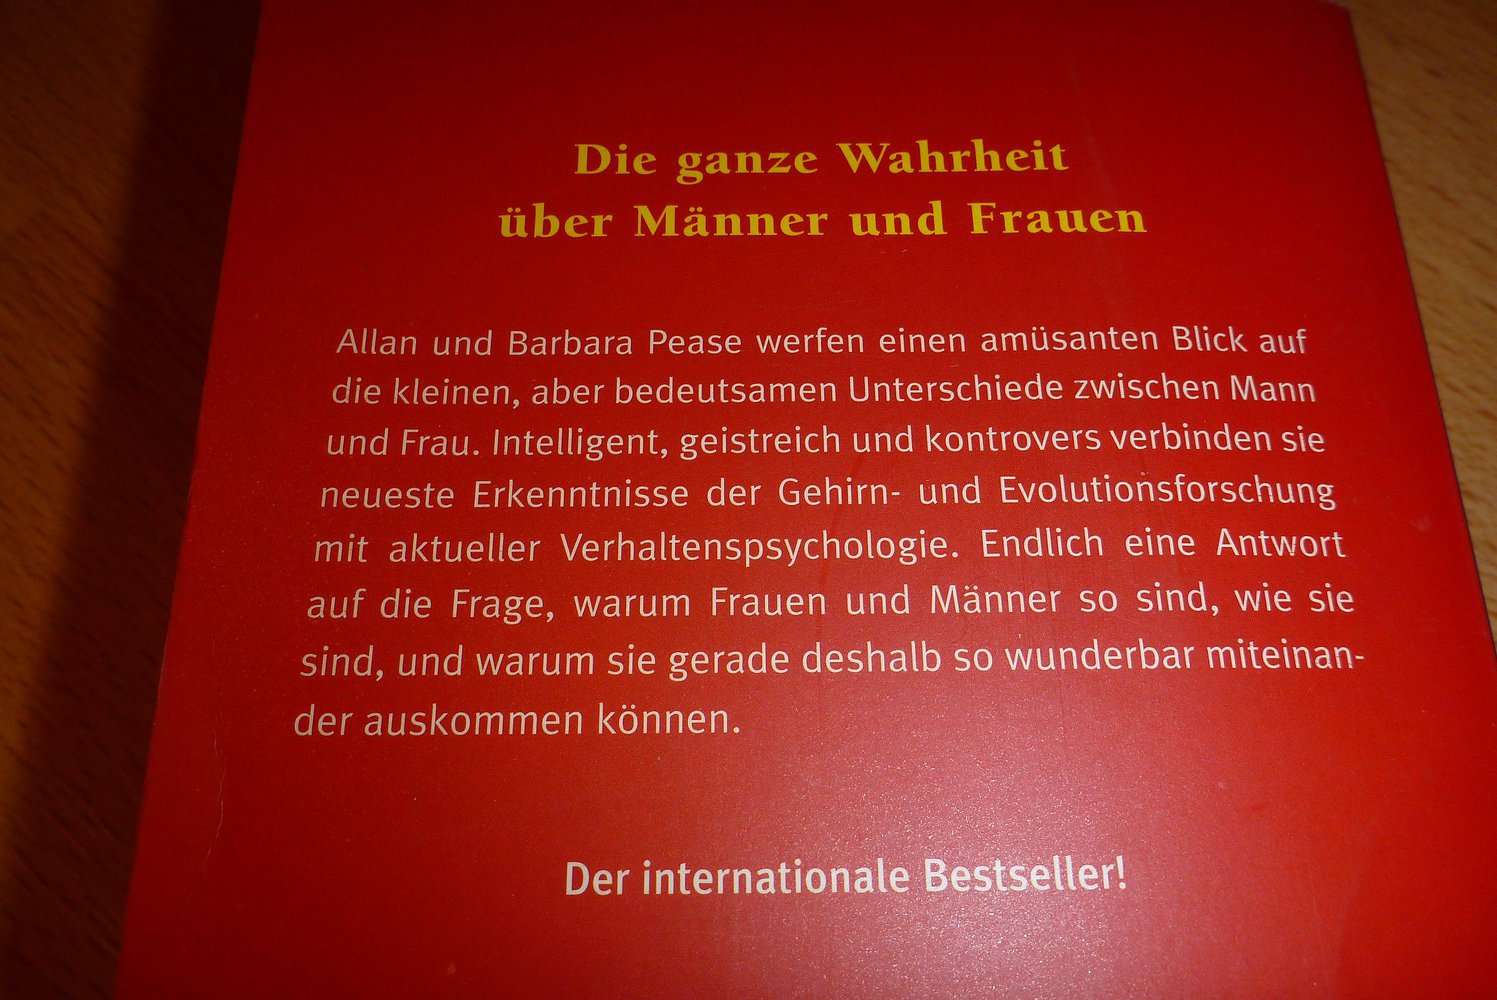 Die ganze Wahrheit
über Männer und Frauen
Allan und Barbara Pease werfen einen amüsanten Blick auf
die kleinen, aber bedeutsamen Unterschiede zwischen Mann
und Frau. Intelligent, geistreich und kontrovers verbinden sie
neueste Erkenntnisse der Gehirn- und Evolutionsforschung
mit aktueller Verhaltenspsychologie. Endlich eine Antwort
auf die Frage, warum Frauen und Männer so sind, wie sie
sind, und warum sie gerade deshalb so wunderbar miteinan-
der auskommen können.
Der internationale Bestseller!